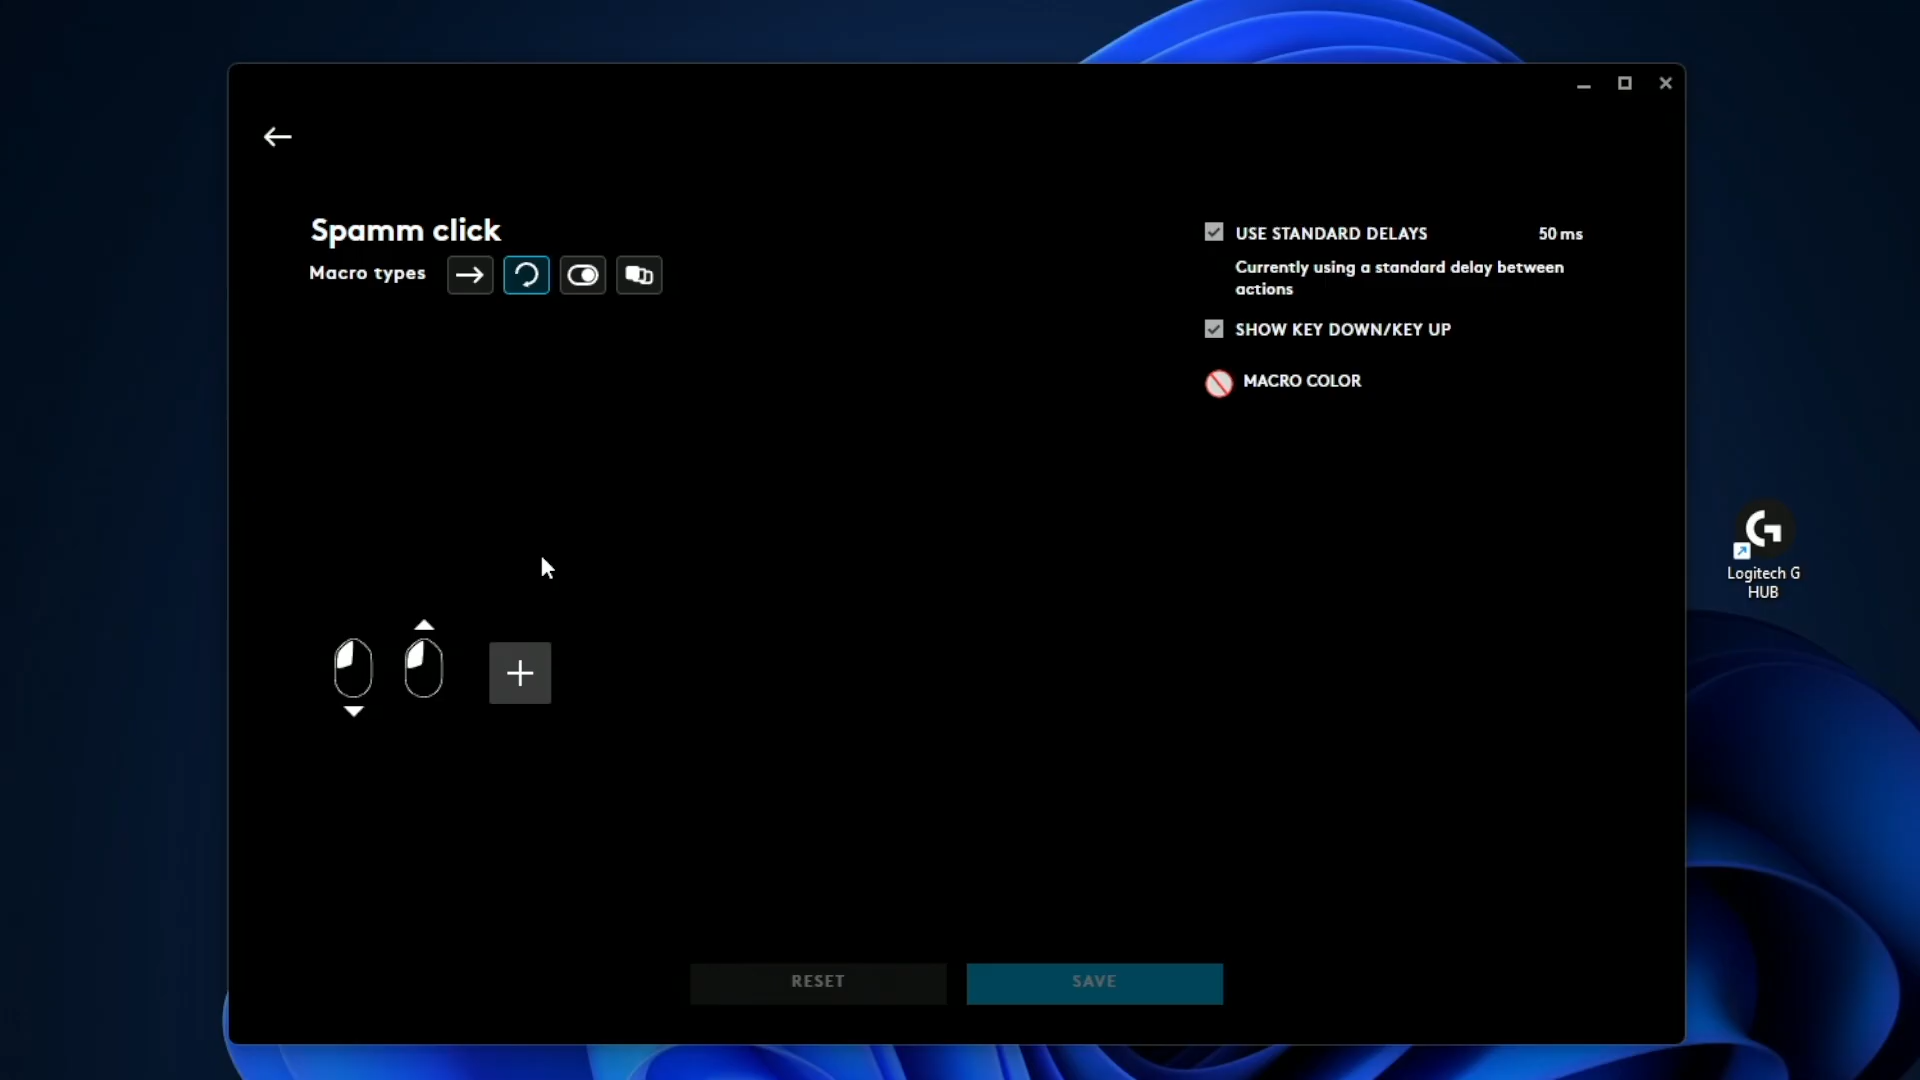 Spamm click
Macro types
USE STANDARD DELAYS 50 ms
Currently using a standard delay between
actions
SHOW KEY DOWN/KEY UP
MACRO COLOR
Logitech G
HUB
RESET
SAVE